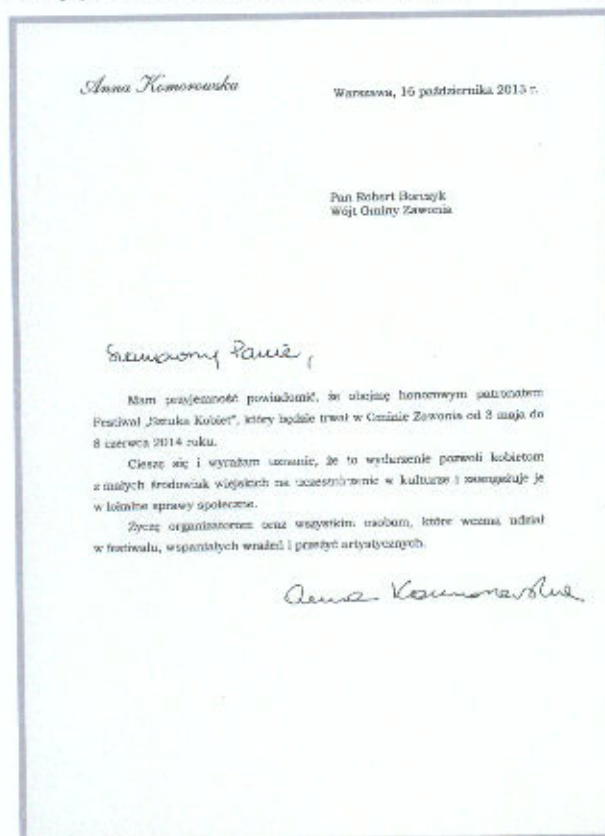 Anna Komorowska
Warszawa, 16 października 2013 r.
Pan Robert Borczyk
Wójt Gminy Zawonia
Szanowny Panie,
Mam przyjemność powiadomić, że obejmę honorowym patronatem
Festiwal „Sztuka Kobiet", który będzie trwał w Gminie Zawonia od 3 maja do
8 czerwca 2014 roku.
Cieszę się i wyrażam uznanie, że to wydarzenie pozwoli kobietom
z małych środowisk wiejskich na uczestniczenie w kulturze i zaangażuje je
w lokalne sprawy społeczne.
Życzę organizatorom oraz wszystkim osobom, które wezmą udział
w festiwalu, wspaniałych wrażeń i przeżyć artystycznych.
Anna Komorowska